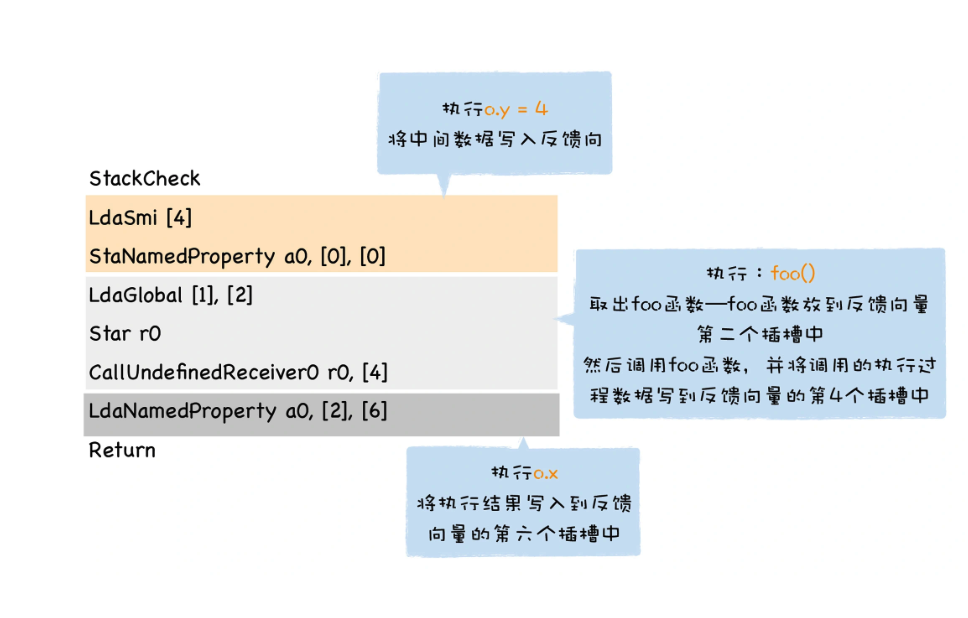 执行o.y = 4
将中间数据写入反馈向
StackCheck
LdaSmi [4]
StaNamedProperty a0, [0], [0]
LdaGlobal [1], [2]
Star r0
CallUndefinedReceiver0 r0, [4]
LdaNamedProperty a0, [2], [6]
Return
执行：foo()
取出foo函数—foo函数放到反馈向量
第二个插槽中
然后调用foo函数，并将调用的执行过
程数据写到反馈向量的第4个插槽中
执行o.x
将执行结果写入到反馈
向量的第六个插槽中